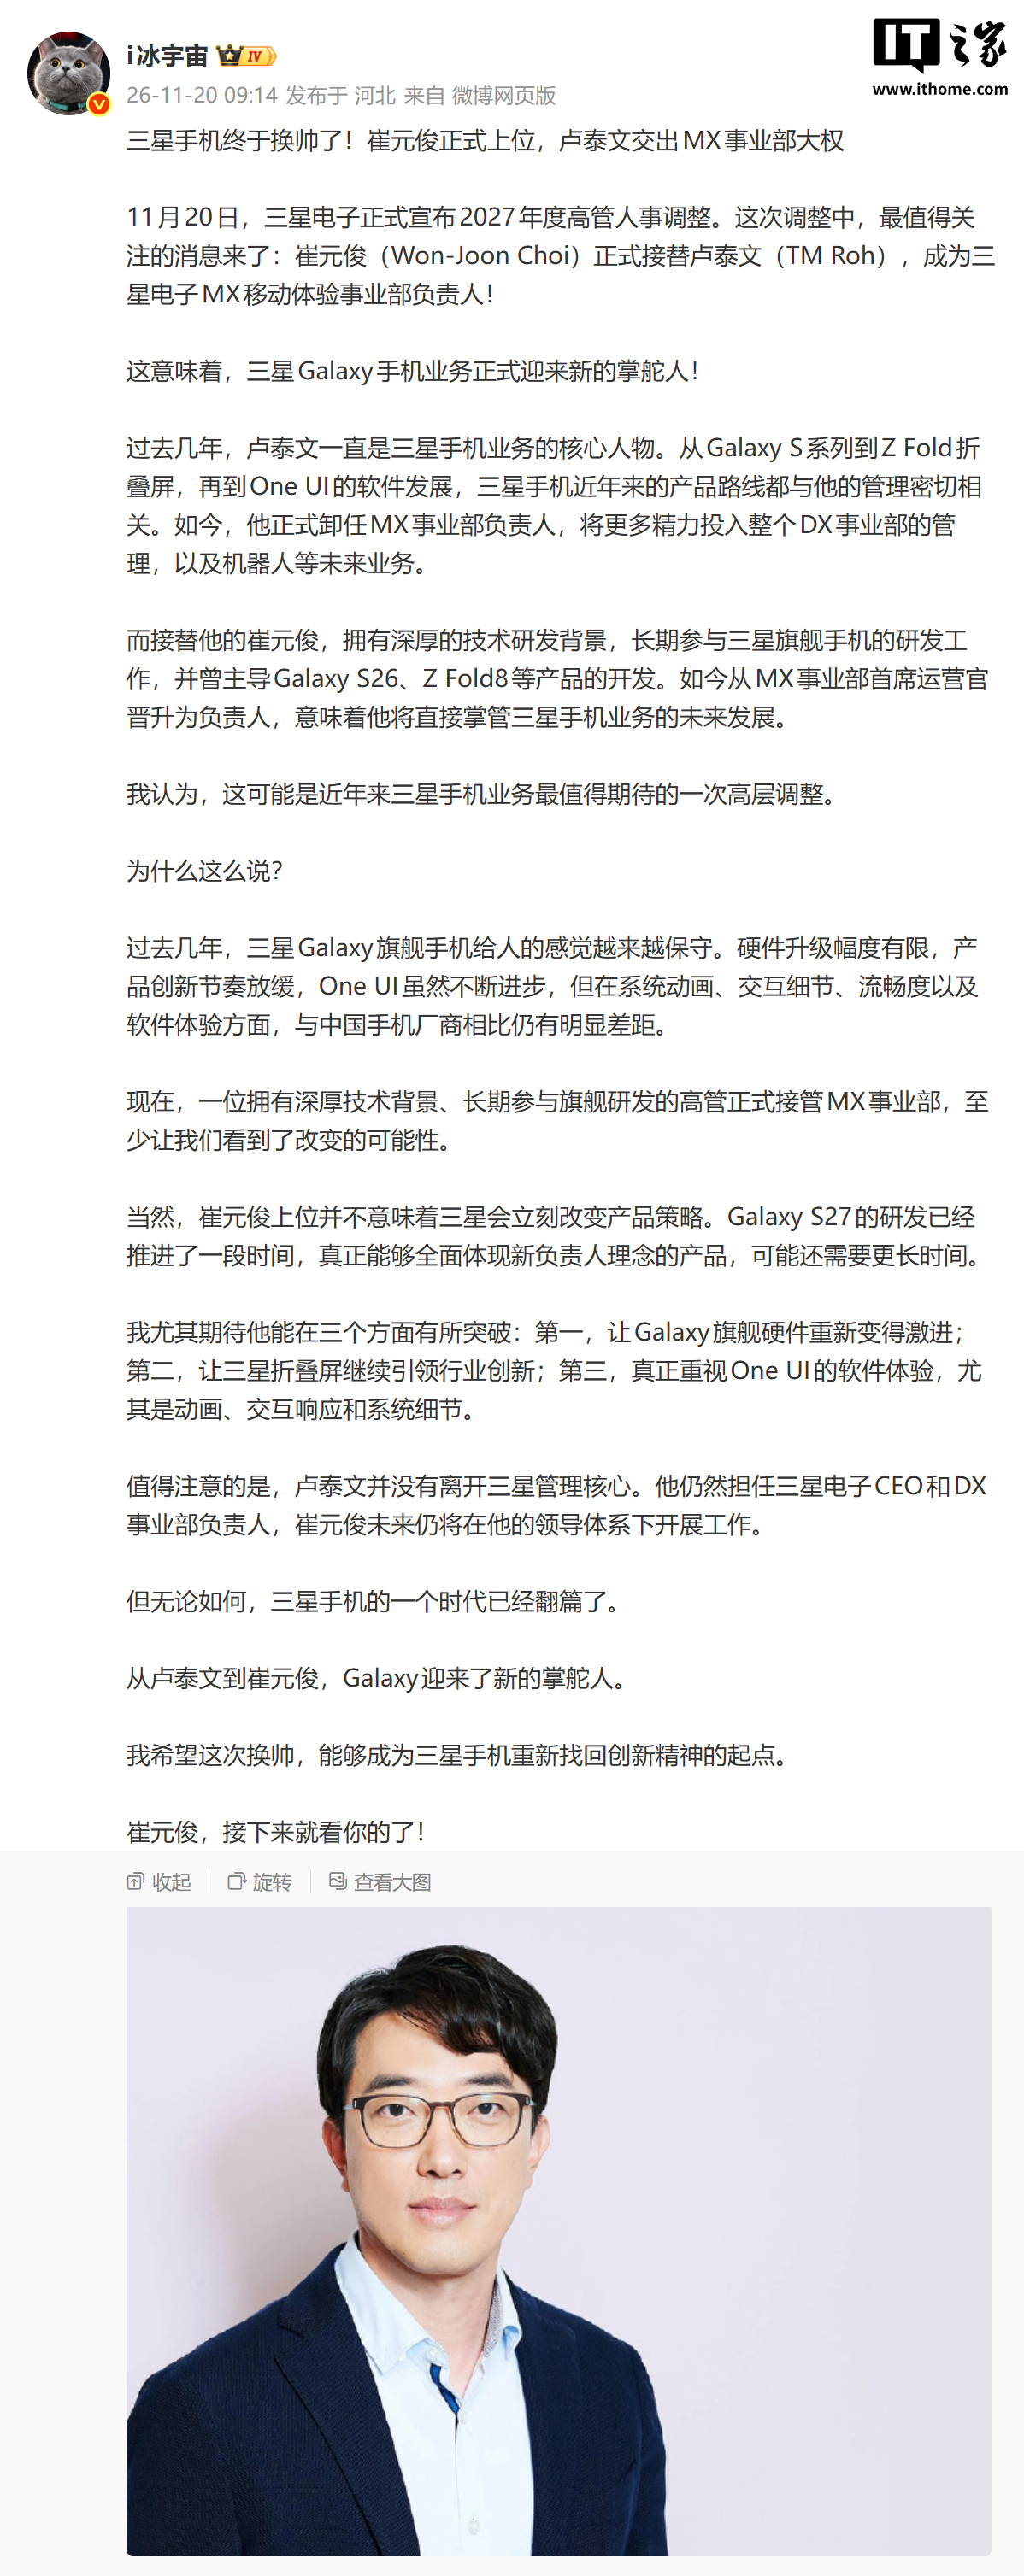 i冰宇宙 IV
IT之家
www.ithome.com
26-11-20 09:14 发布于 河北 来自 微博网页版
三星手机终于换帅了！崔元俊正式上位，卢泰文交出MX事业部大权
11月20日，三星电子正式宣布2027年度高管人事调整。这次调整中，最值得关
注的消息来了：崔元俊（Won-Joon Choi）正式接替卢泰文（TM Roh），成为三
星电子MX移动体验事业部负责人！
这意味着，三星Galaxy手机业务正式迎来新的掌舵人！
过去几年，卢泰文一直是三星手机业务的核心人物。从Galaxy S系列到Z Fold折
叠屏，再到One UI的软件发展，三星手机近年来的产品路线都与他的管理密切相
关。如今，他正式卸任MX事业部负责人，将更多精力投入整个DX事业部的管
理，以及机器人等未来业务。
而接替他的崔元俊，拥有深厚的技术研发背景，长期参与三星旗舰手机的研发工
作，并曾主导Galaxy S26、Z Fold8等产品的开发。如今从MX事业部首席运营官
晋升为负责人，意味着他将直接掌管三星手机业务的未来发展。
我认为，这可能是近年来三星手机业务最值得期待的一次高层调整。
为什么这么说？
过去几年，三星Galaxy旗舰手机给人的感觉越来越保守。硬件升级幅度有限，产
品创新节奏放缓，One UI虽然不断进步，但在系统动画、交互细节、流畅度以及
软件体验方面，与中国手机厂商相比仍有明显差距。
现在，一位拥有深厚技术背景、长期参与旗舰研发的高管正式接管MX事业部，至
少让我们看到了改变的可能性。
当然，崔元俊上位并不意味着三星会立刻改变产品策略。Galaxy S27的研发已经
推进了一段时间，真正能够全面体现新负责人理念的产品，可能还需要更长时间。
我尤其期待他能在三个方面有所突破：第一，让Galaxy旗舰硬件重新变得激进；
第二，让三星折叠屏继续引领行业创新；第三，真正重视One UI的软件体验，尤
其是动画、交互响应和系统细节。
值得注意的是，卢泰文并没有离开三星管理核心。他仍然担任三星电子CEO和DX
事业部负责人，崔元俊未来仍将在他的领导体系下开展工作。
但无论如何，三星手机的一个时代已经翻篇了。
从卢泰文到崔元俊，Galaxy迎来了新的掌舵人。
我希望这次换帅，能够成为三星手机重新找回创新精神的起点。
崔元俊，接下来就看你的了！
收起 旋转 查看大图